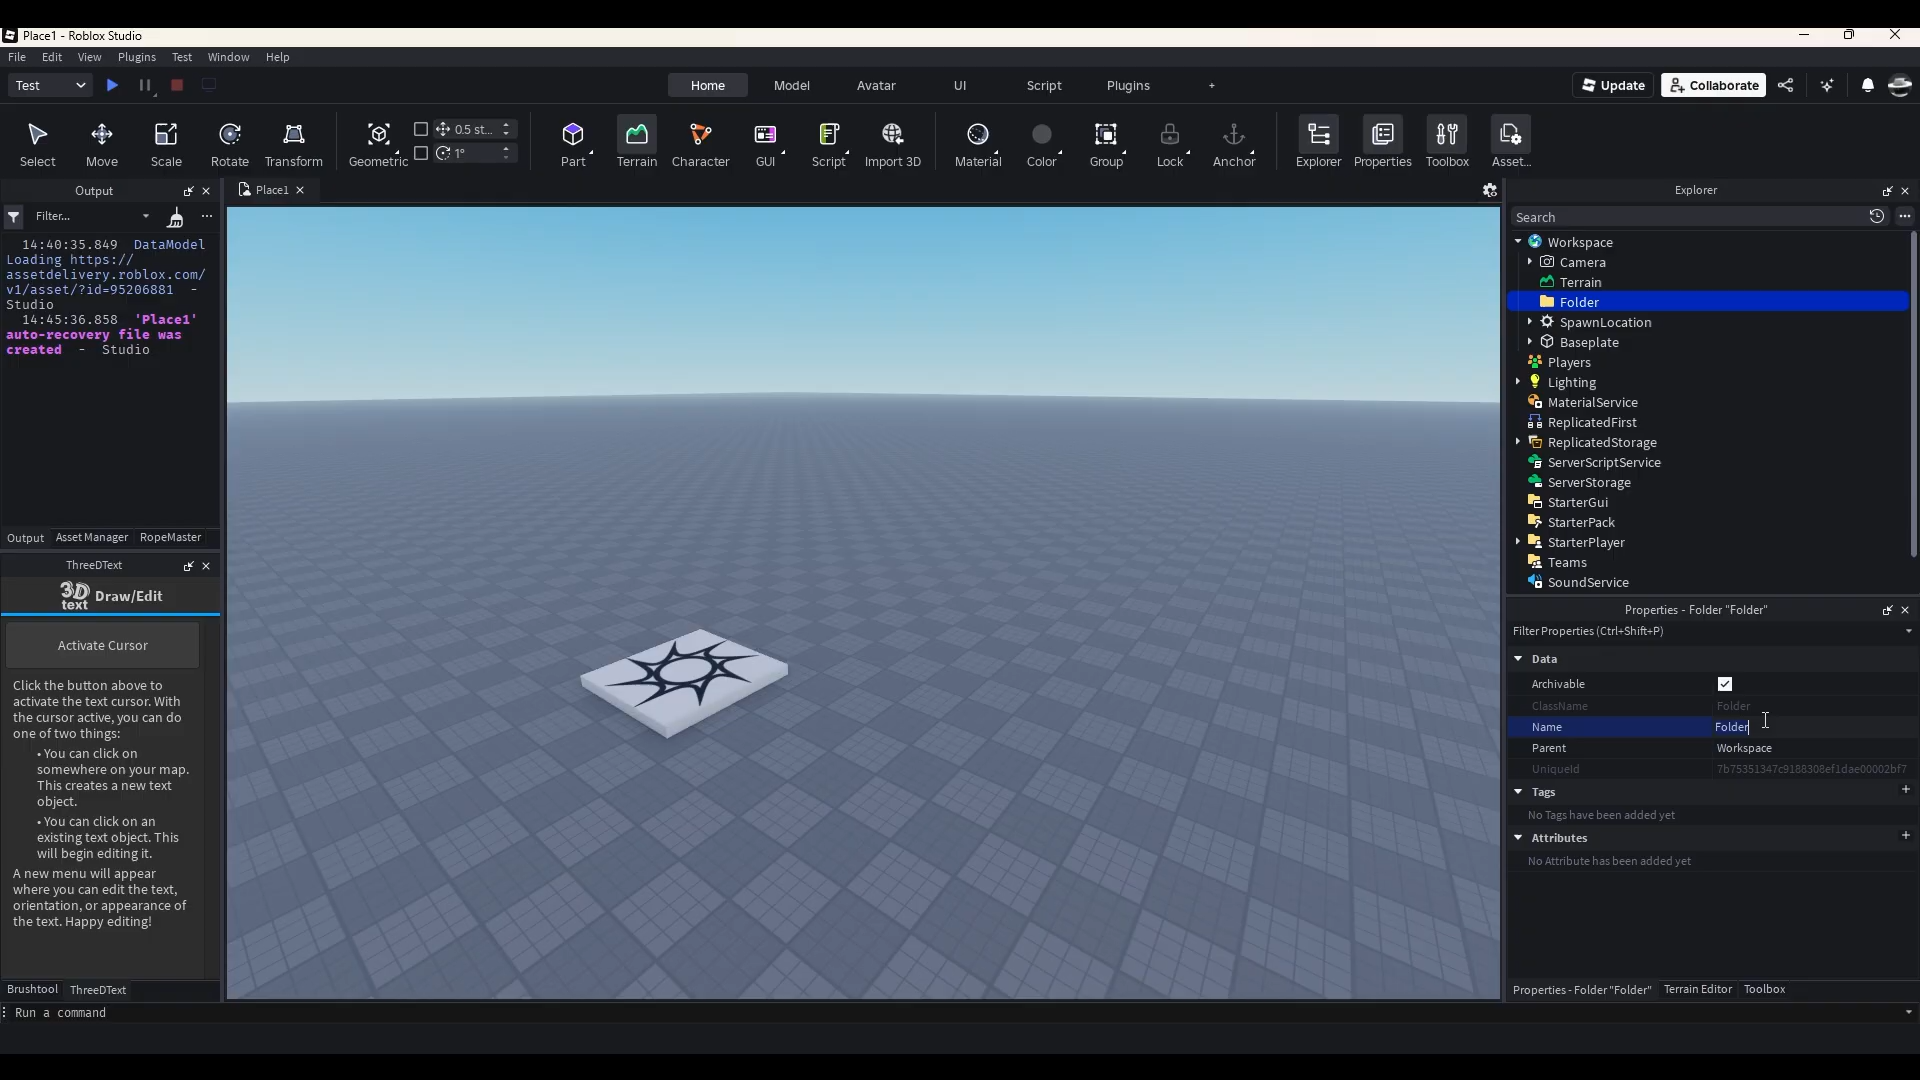 Place1 - Roblox Studio
File Edit View Plugins Test Window Help
Test
Home Model Avatar UI Script Plugins +
Update Collaborate
Select Move Scale Rotate Transform Geometric 0.5 st... 1° Part Terrain Character GUI Script Import 3D Material Color Group Lock Anchor Explorer Properties Toolbox Asset...
Output
Filter...
14:40:35.849 DataModel
Loading https://
assetdelivery.roblox.com/
v1/asset/?id=95206881 -
Studio
14:45:36.858 'Place1'
auto-recovery file was
created - Studio
Output Asset Manager RopeMaster
ThreeDText
3D text Draw/Edit
Activate Cursor
Click the button above to
activate the text cursor. With
the cursor active, you can do
one of two things:
• You can click on
somewhere on your map.
This creates a new text
object.
• You can click on an
existing text object. This
will begin editing it.
A new menu will appear
where you can edit the text,
orientation, or appearance of
the text. Happy editing!
Brushtool ThreeDText
Run a command
Place1
Explorer
Search
Workspace
Camera
Terrain
Folder
SpawnLocation
Baseplate
Players
Lighting
MaterialService
ReplicatedFirst
ReplicatedStorage
ServerScriptService
ServerStorage
StarterGui
StarterPack
StarterPlayer
Teams
SoundService
Properties - Folder "Folder"
Filter Properties (Ctrl+Shift+P)
Data
Archivable
ClassName Folder
Name Folder
Parent Workspace
UniqueId 7b75351347c9188308ef1dae00002bf7
Tags +
No Tags have been added yet
Attributes +
No Attribute has been added yet
Properties - Folder "Folder" Terrain Editor Toolbox